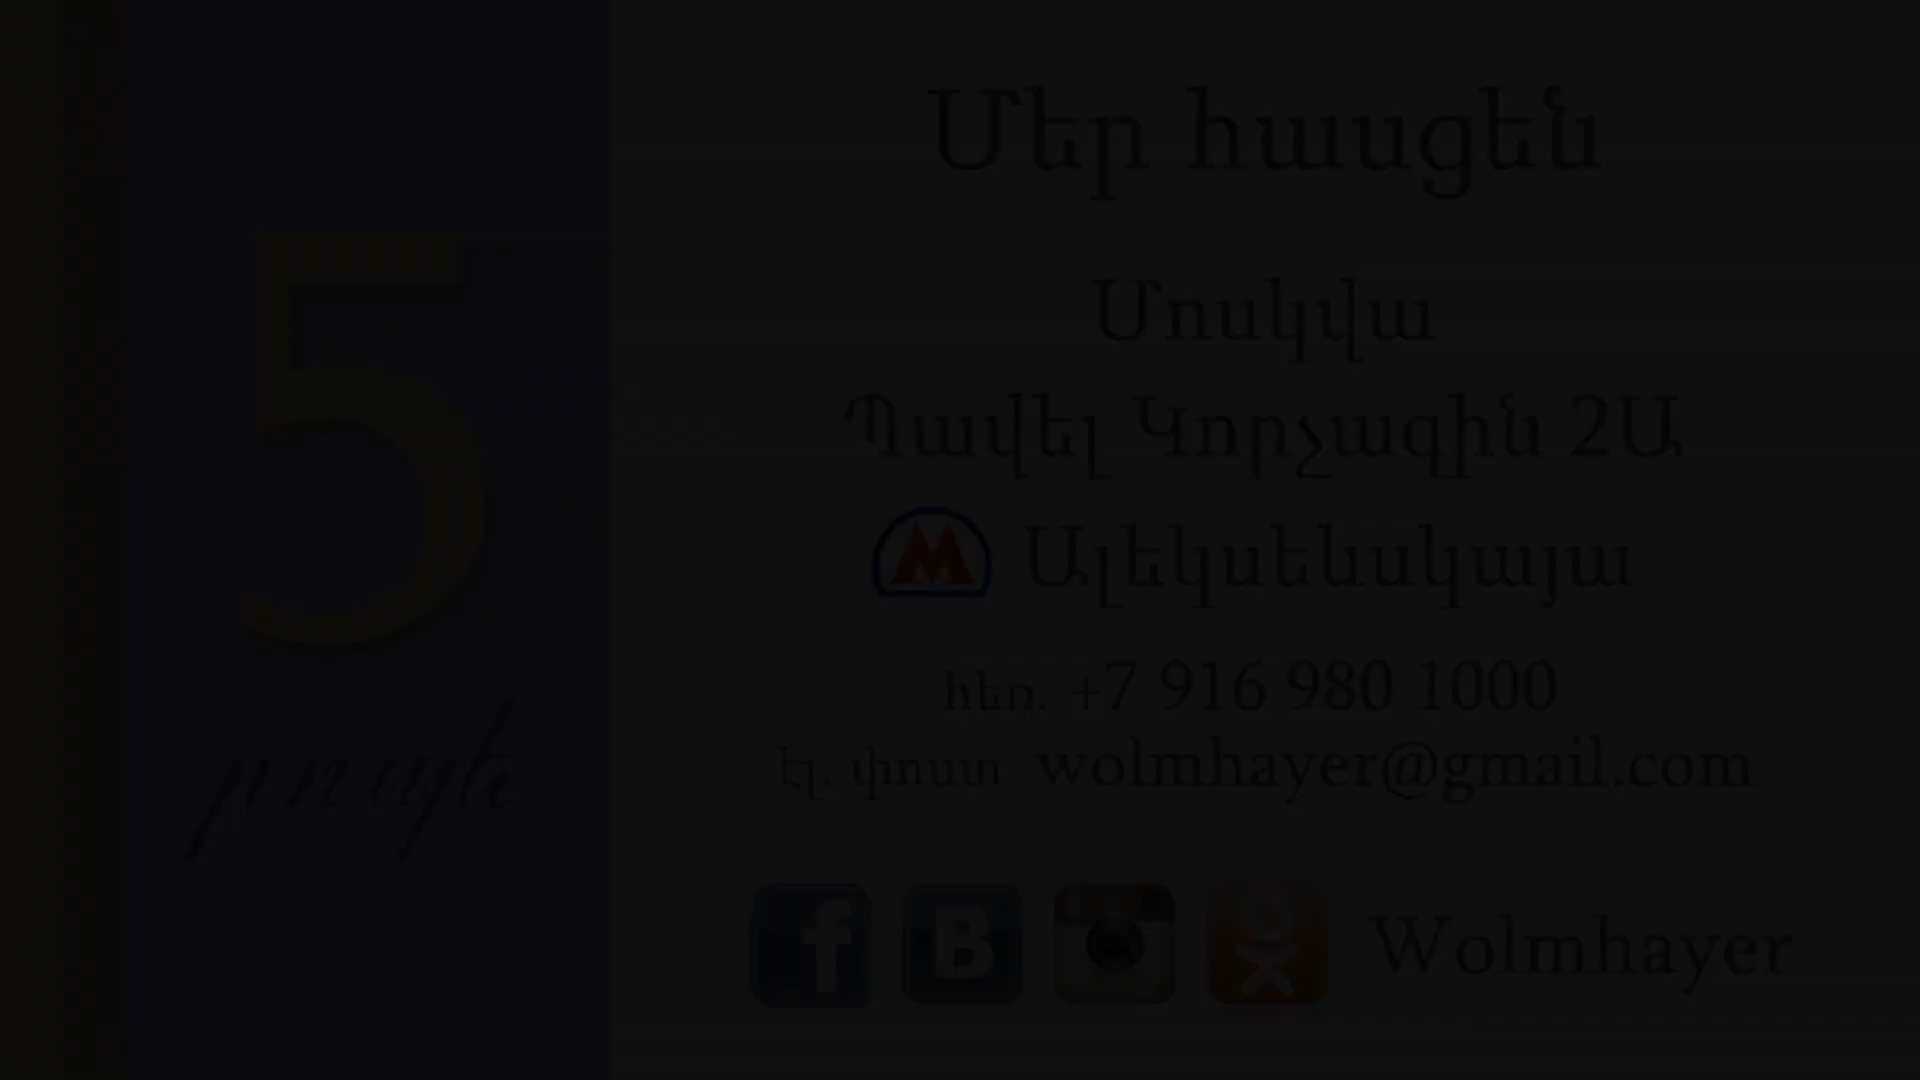 5
րոպե
Մեր հասցեն
Մոսկվա
Պավել Կորչագին 2Ա
Ալեկսեևսկայա
հեռ. +7 916 980 1000
էլ. փոստ wolmhayer@gmail.com
Wolmhayer